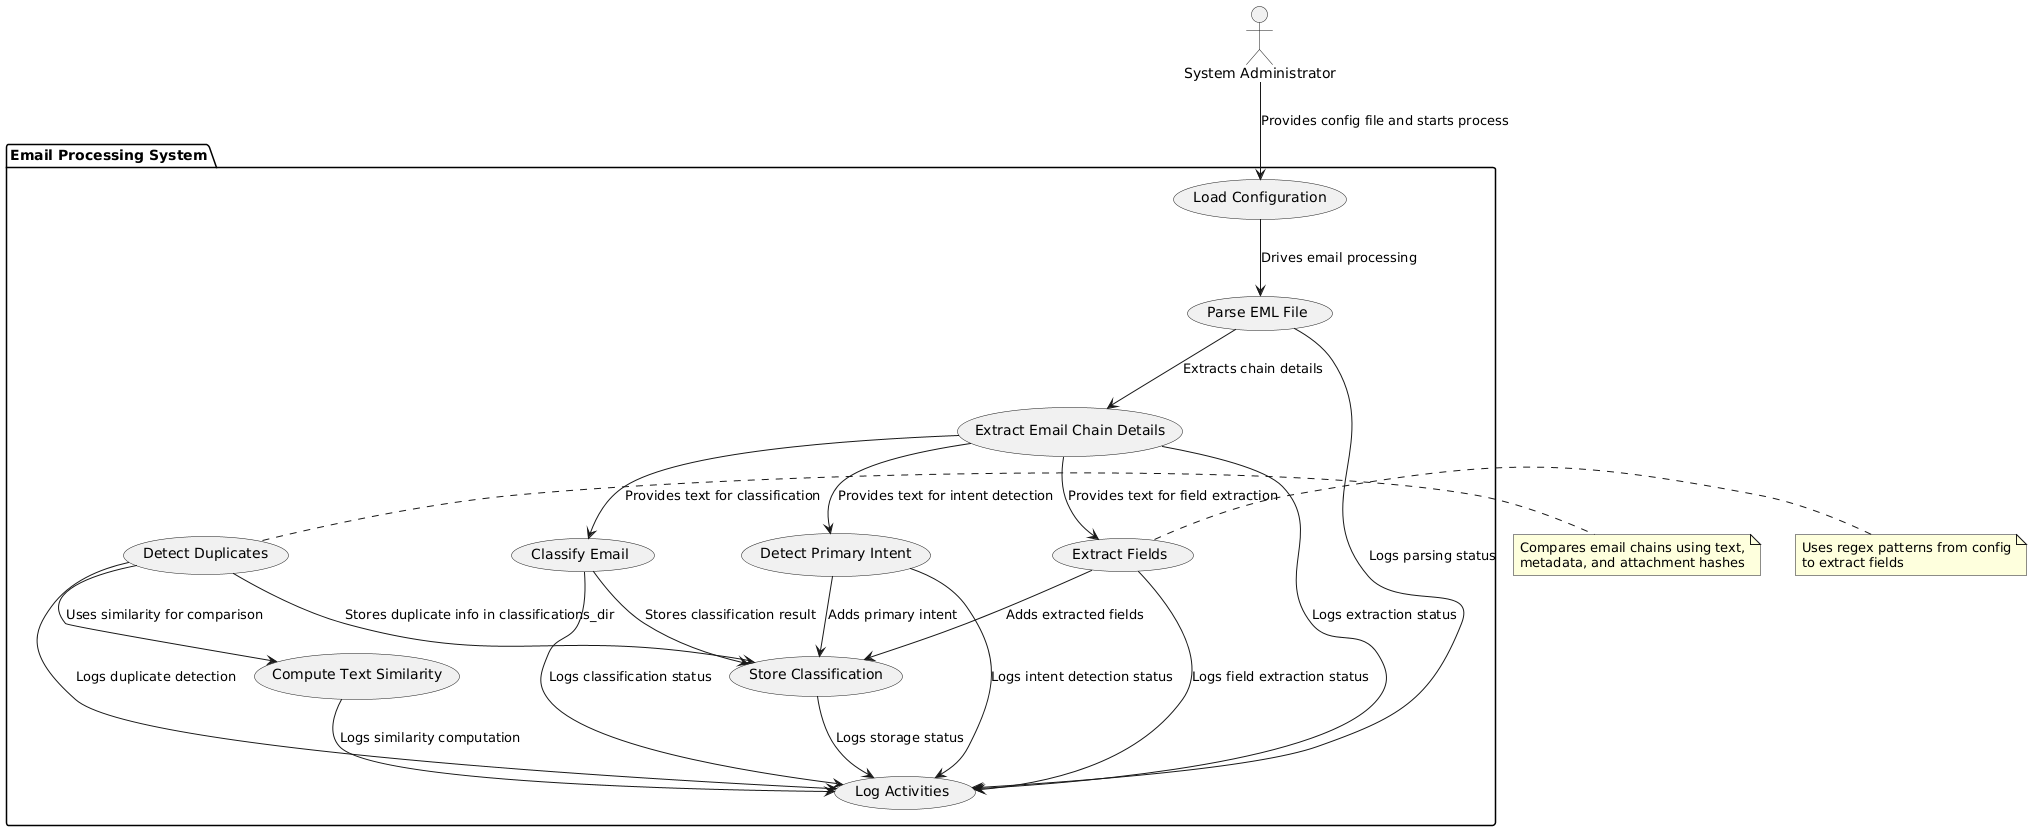 System Administrator
Provides config file and starts process
Email Processing System
Load Configuration
Drives email processing
Parse EML File
Extracts chain details
Extract Email Chain Details
Provides text for classification
Provides text for intent detection
Provides text for field extraction
Detect Duplicates
Classify Email
Detect Primary Intent
Extract Fields
Logs parsing status
Compares email chains using text,
metadata, and attachment hashes
Uses regex patterns from config
to extract fields
Uses similarity for comparison
Stores duplicate info in classifications_dir
Stores classification result
Adds primary intent
Adds extracted fields
Logs extraction status
Logs duplicate detection
Compute Text Similarity
Logs classification status
Store Classification
Logs intent detection status
Logs field extraction status
Logs similarity computation
Logs storage status
Log Activities